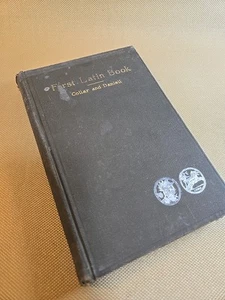 First Latin Book
Collar and Daniell